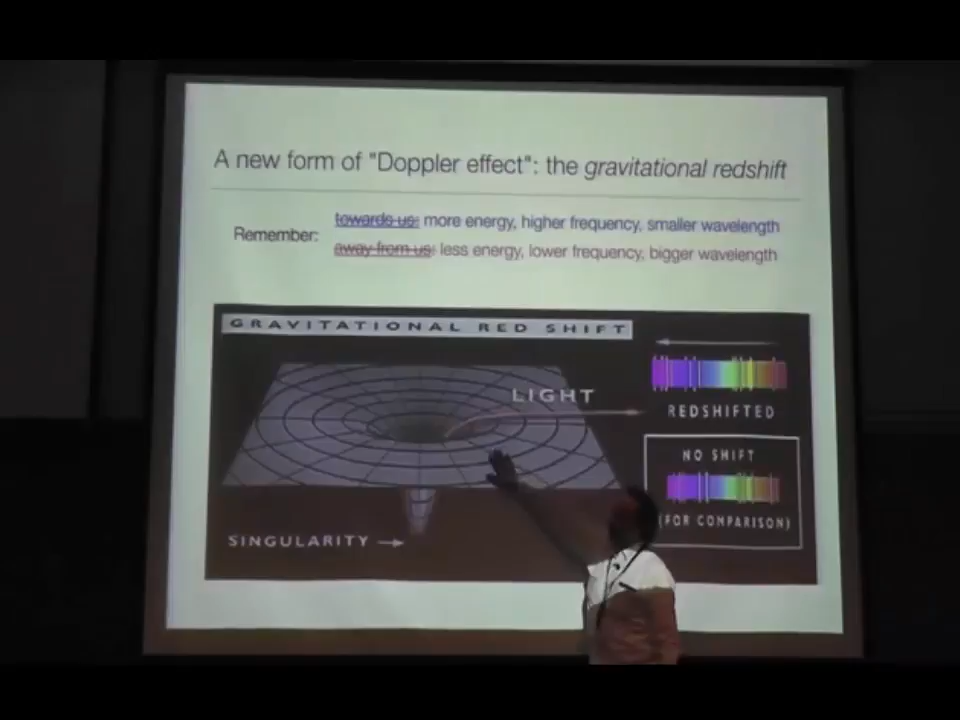 A new form of "Doppler effect": the gravitational redshift
towards us: more energy, higher frequency, smaller wavelength
Remember:
away from us: less energy, lower frequency, bigger wavelength
GRAVITATIONAL RED SHIFT
LIGHT
REDSHIFTED
NO SHIFT
(FOR COMPARISON)
SINGULARITY